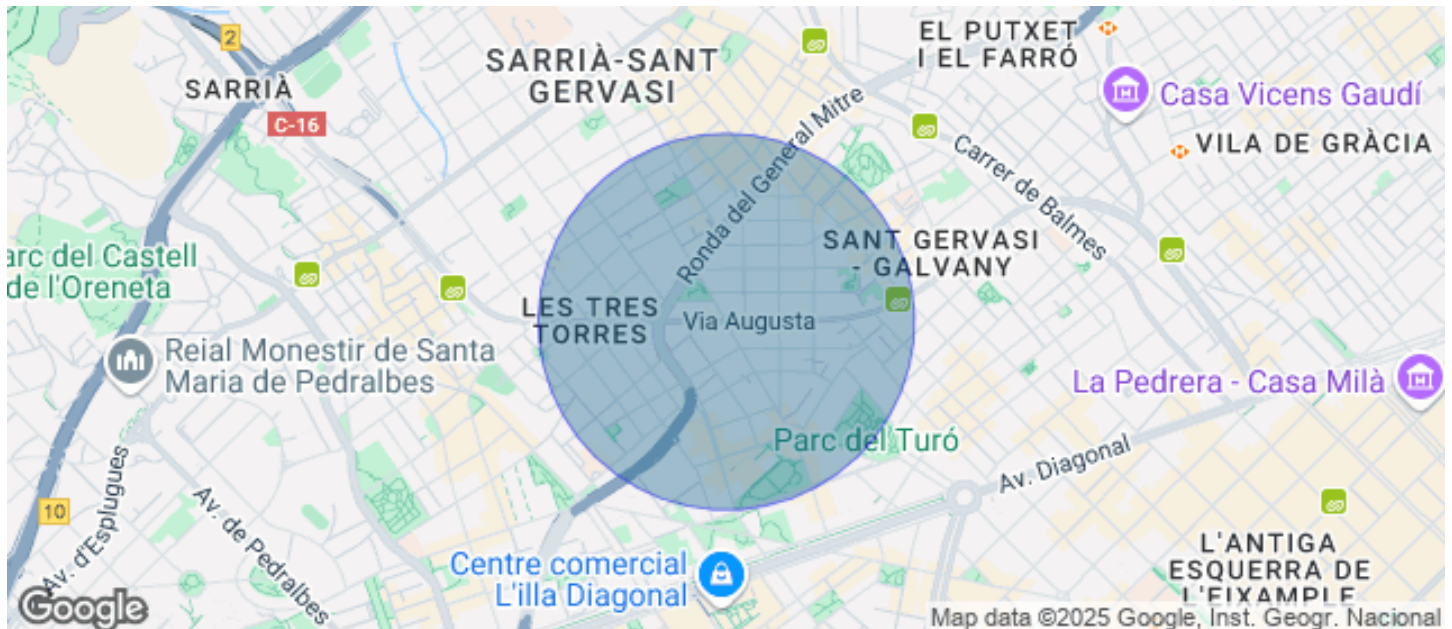 EL PUTXET
I EL FARRÓ
2
SARRIÀ-SANT
GERVASI
SARRIÀ
Casa Vicens Gaudí
C-16
Ronda del General Mitre
Carrer de Balmes
VILA DE GRÀCIA
arc del Castell
de l'Oreneta
SANT GERVASI
- GALVANY
LES TRES
TORRES
Via Augusta
Reial Monestir de Santa
Maria de Pedralbes
La Pedrera - Casa Milà
Parc del Turó
Av. Diagonal
10
Av. d'Esplugues
Av. de Pedralbes
Centre comercial
L'illa Diagonal
L'ANTIGA
ESQUERRA DE
L'EIXAMPLE
Google
Map data ©2025 Google, Inst. Geogr. Nacional